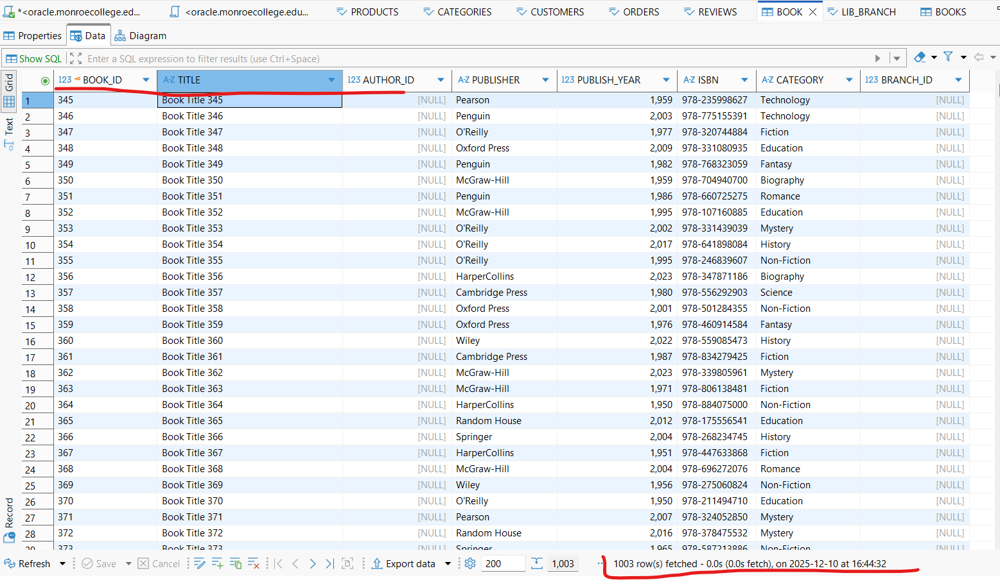 *<oracle.monroecollege.ed... <oracle.monroecollege.edu... PRODUCTS CATEGORIES CUSTOMERS ORDERS REVIEWS BOOK LIB_BRANCH BOOKS
Properties Data Diagram
Show SQL Enter a SQL expression to filter results (use Ctrl+Space)
Grid
Text
Record
123 BOOK_ID A-Z TITLE 123 AUTHOR_ID A-Z PUBLISHER 123 PUBLISH_YEAR A-Z ISBN A-Z CATEGORY 123 BRANCH_ID
1 345 Book Title 345 [NULL] Pearson 1,959 978-235998627 Technology [NULL]
2 346 Book Title 346 [NULL] Penguin 2,003 978-775155391 Technology [NULL]
3 347 Book Title 347 [NULL] O'Reilly 1,977 978-320744884 Fiction [NULL]
4 348 Book Title 348 [NULL] Oxford Press 2,009 978-331080935 Education [NULL]
5 349 Book Title 349 [NULL] Penguin 1,982 978-768323059 Fantasy [NULL]
6 350 Book Title 350 [NULL] McGraw-Hill 1,959 978-704940700 Biography [NULL]
7 351 Book Title 351 [NULL] Penguin 1,986 978-660725275 Romance [NULL]
8 352 Book Title 352 [NULL] McGraw-Hill 1,995 978-107160885 Education [NULL]
9 353 Book Title 353 [NULL] O'Reilly 2,002 978-331439039 Mystery [NULL]
10 354 Book Title 354 [NULL] O'Reilly 2,017 978-641898084 History [NULL]
11 355 Book Title 355 [NULL] O'Reilly 1,995 978-246839607 Non-Fiction [NULL]
12 356 Book Title 356 [NULL] HarperCollins 2,023 978-347871186 Biography [NULL]
13 357 Book Title 357 [NULL] Cambridge Press 1,980 978-556292903 Science [NULL]
14 358 Book Title 358 [NULL] Oxford Press 2,001 978-501284355 Non-Fiction [NULL]
15 359 Book Title 359 [NULL] Oxford Press 1,976 978-460914584 Fantasy [NULL]
16 360 Book Title 360 [NULL] Wiley 2,022 978-559085473 History [NULL]
17 361 Book Title 361 [NULL] Cambridge Press 1,987 978-834279425 Fiction [NULL]
18 362 Book Title 362 [NULL] McGraw-Hill 2,023 978-339805961 Mystery [NULL]
19 363 Book Title 363 [NULL] McGraw-Hill 1,971 978-806138481 Fiction [NULL]
20 364 Book Title 364 [NULL] HarperCollins 1,950 978-884075000 Non-Fiction [NULL]
21 365 Book Title 365 [NULL] Random House 2,012 978-175556541 Education [NULL]
22 366 Book Title 366 [NULL] Springer 2,004 978-268234745 History [NULL]
23 367 Book Title 367 [NULL] HarperCollins 1,951 978-447633868 Fiction [NULL]
24 368 Book Title 368 [NULL] McGraw-Hill 2,004 978-696272076 Romance [NULL]
25 369 Book Title 369 [NULL] Wiley 1,956 978-275060824 Non-Fiction [NULL]
26 370 Book Title 370 [NULL] O'Reilly 1,950 978-211494710 Education [NULL]
27 371 Book Title 371 [NULL] Pearson 2,007 978-324052850 Mystery [NULL]
28 372 Book Title 372 [NULL] Random House 2,016 978-378475532 Mystery [NULL]
29 373 Book Title 373 [NULL] Springer 1,965 978-587213886 Non-Fiction [NULL]
Refresh Save Cancel Export data 200 1,003 1003 row(s) fetched - 0.0s (0.0s fetch), on 2025-12-10 at 16:44:32